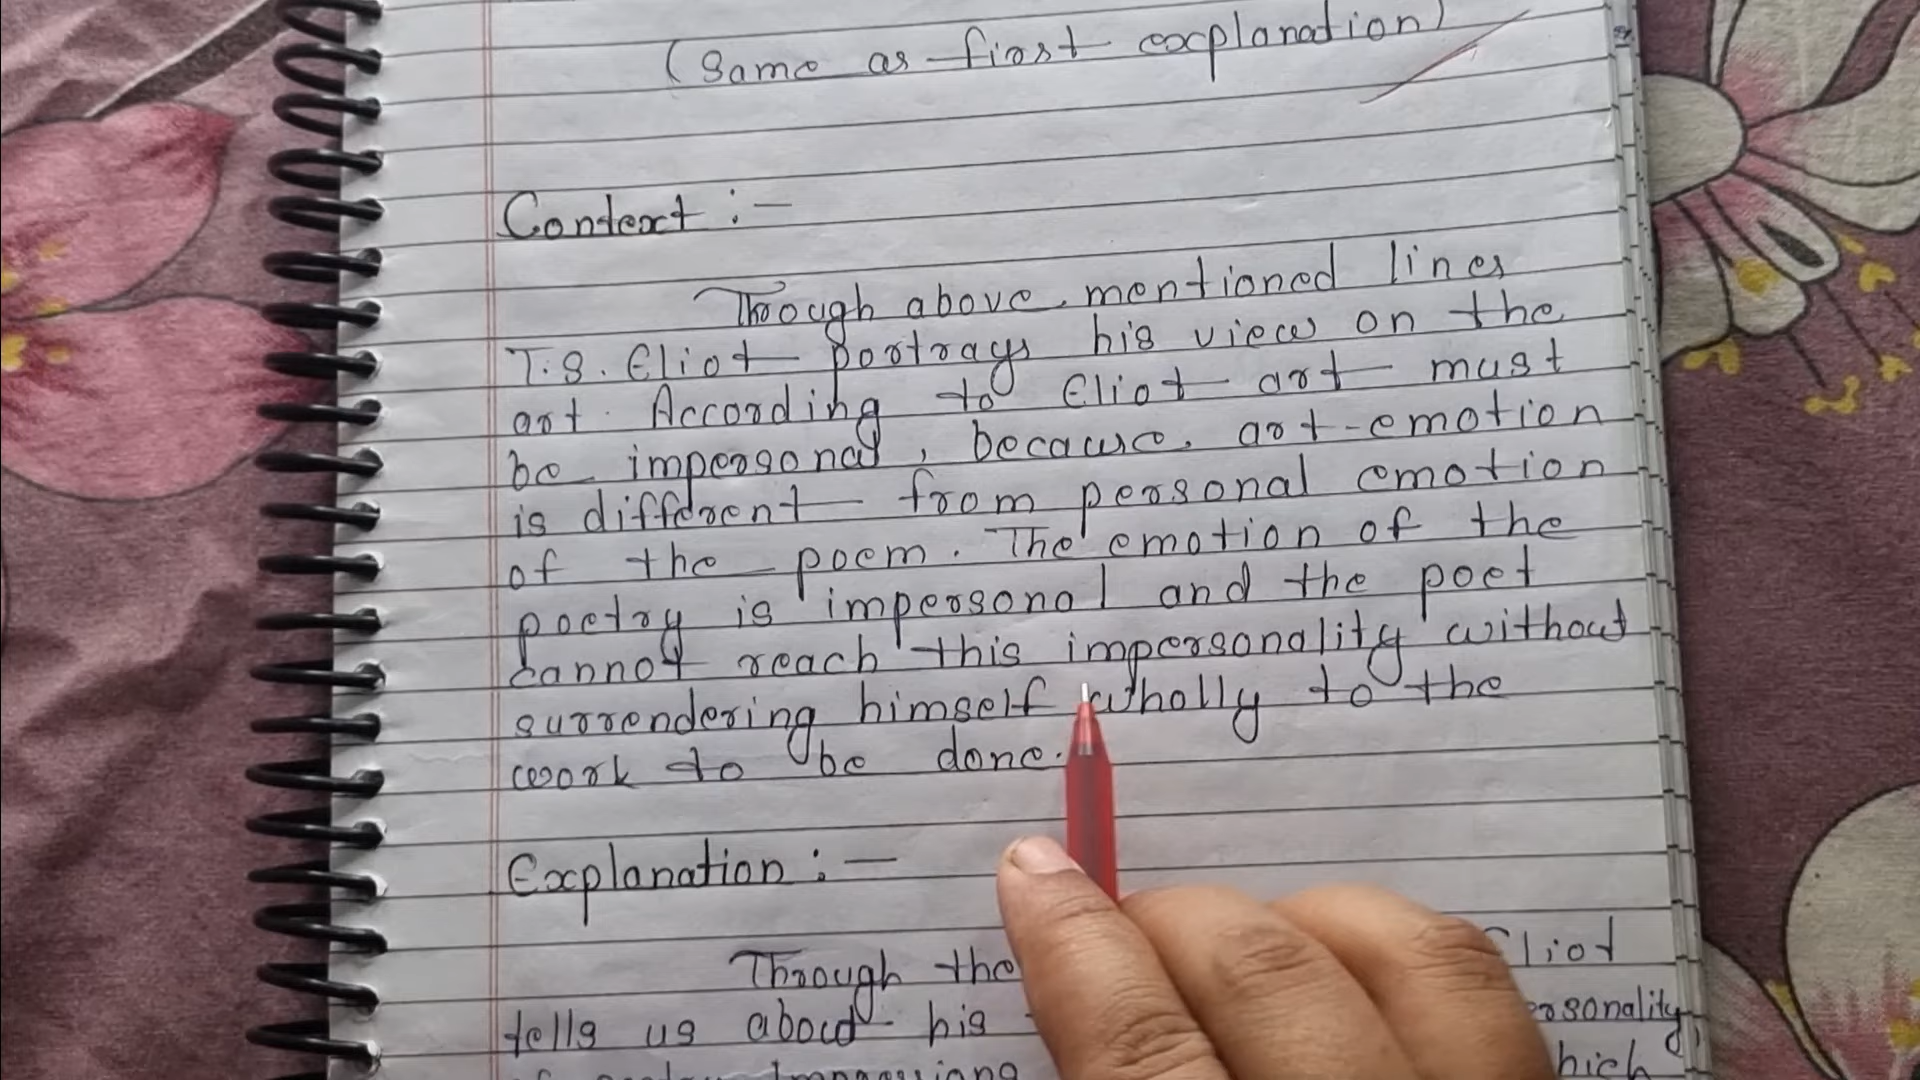 (Same as first explanation)
Context :-
Through above mentioned lines
T.S. Eliot portrays his view on the
art. According to Eliot art must
be impersonal, because art-emotion
is different from personal emotion
of the poem. The emotion of the
poetry is impersonal and the poet
cannot reach this impersonality without
surrendering himself wholly to the
work to be done.
Explanation :-
Through the Eliot
tells us about his
hich